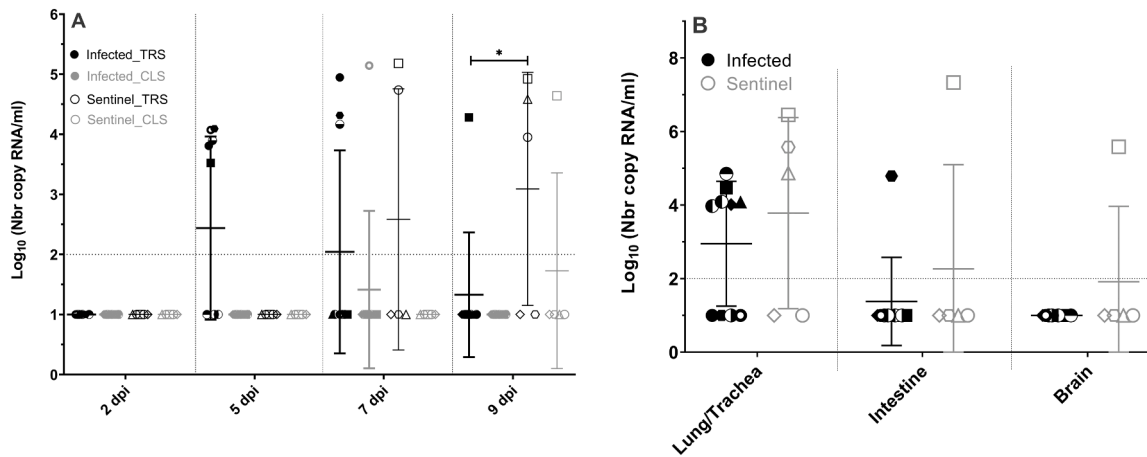 A
Log10 (Nbr copy RNA/ml)
6
5
4
3
2
1
0
Infected_TRS
Infected_CLS
Sentinel_TRS
Sentinel_CLS
*
2 dpi
5 dpi
7 dpi
9 dpi
B
Log10 (Nbr copy RNA/ml)
8
6
4
2
0
Infected
Sentinel
Lung/Trachea
Intestine
Brain